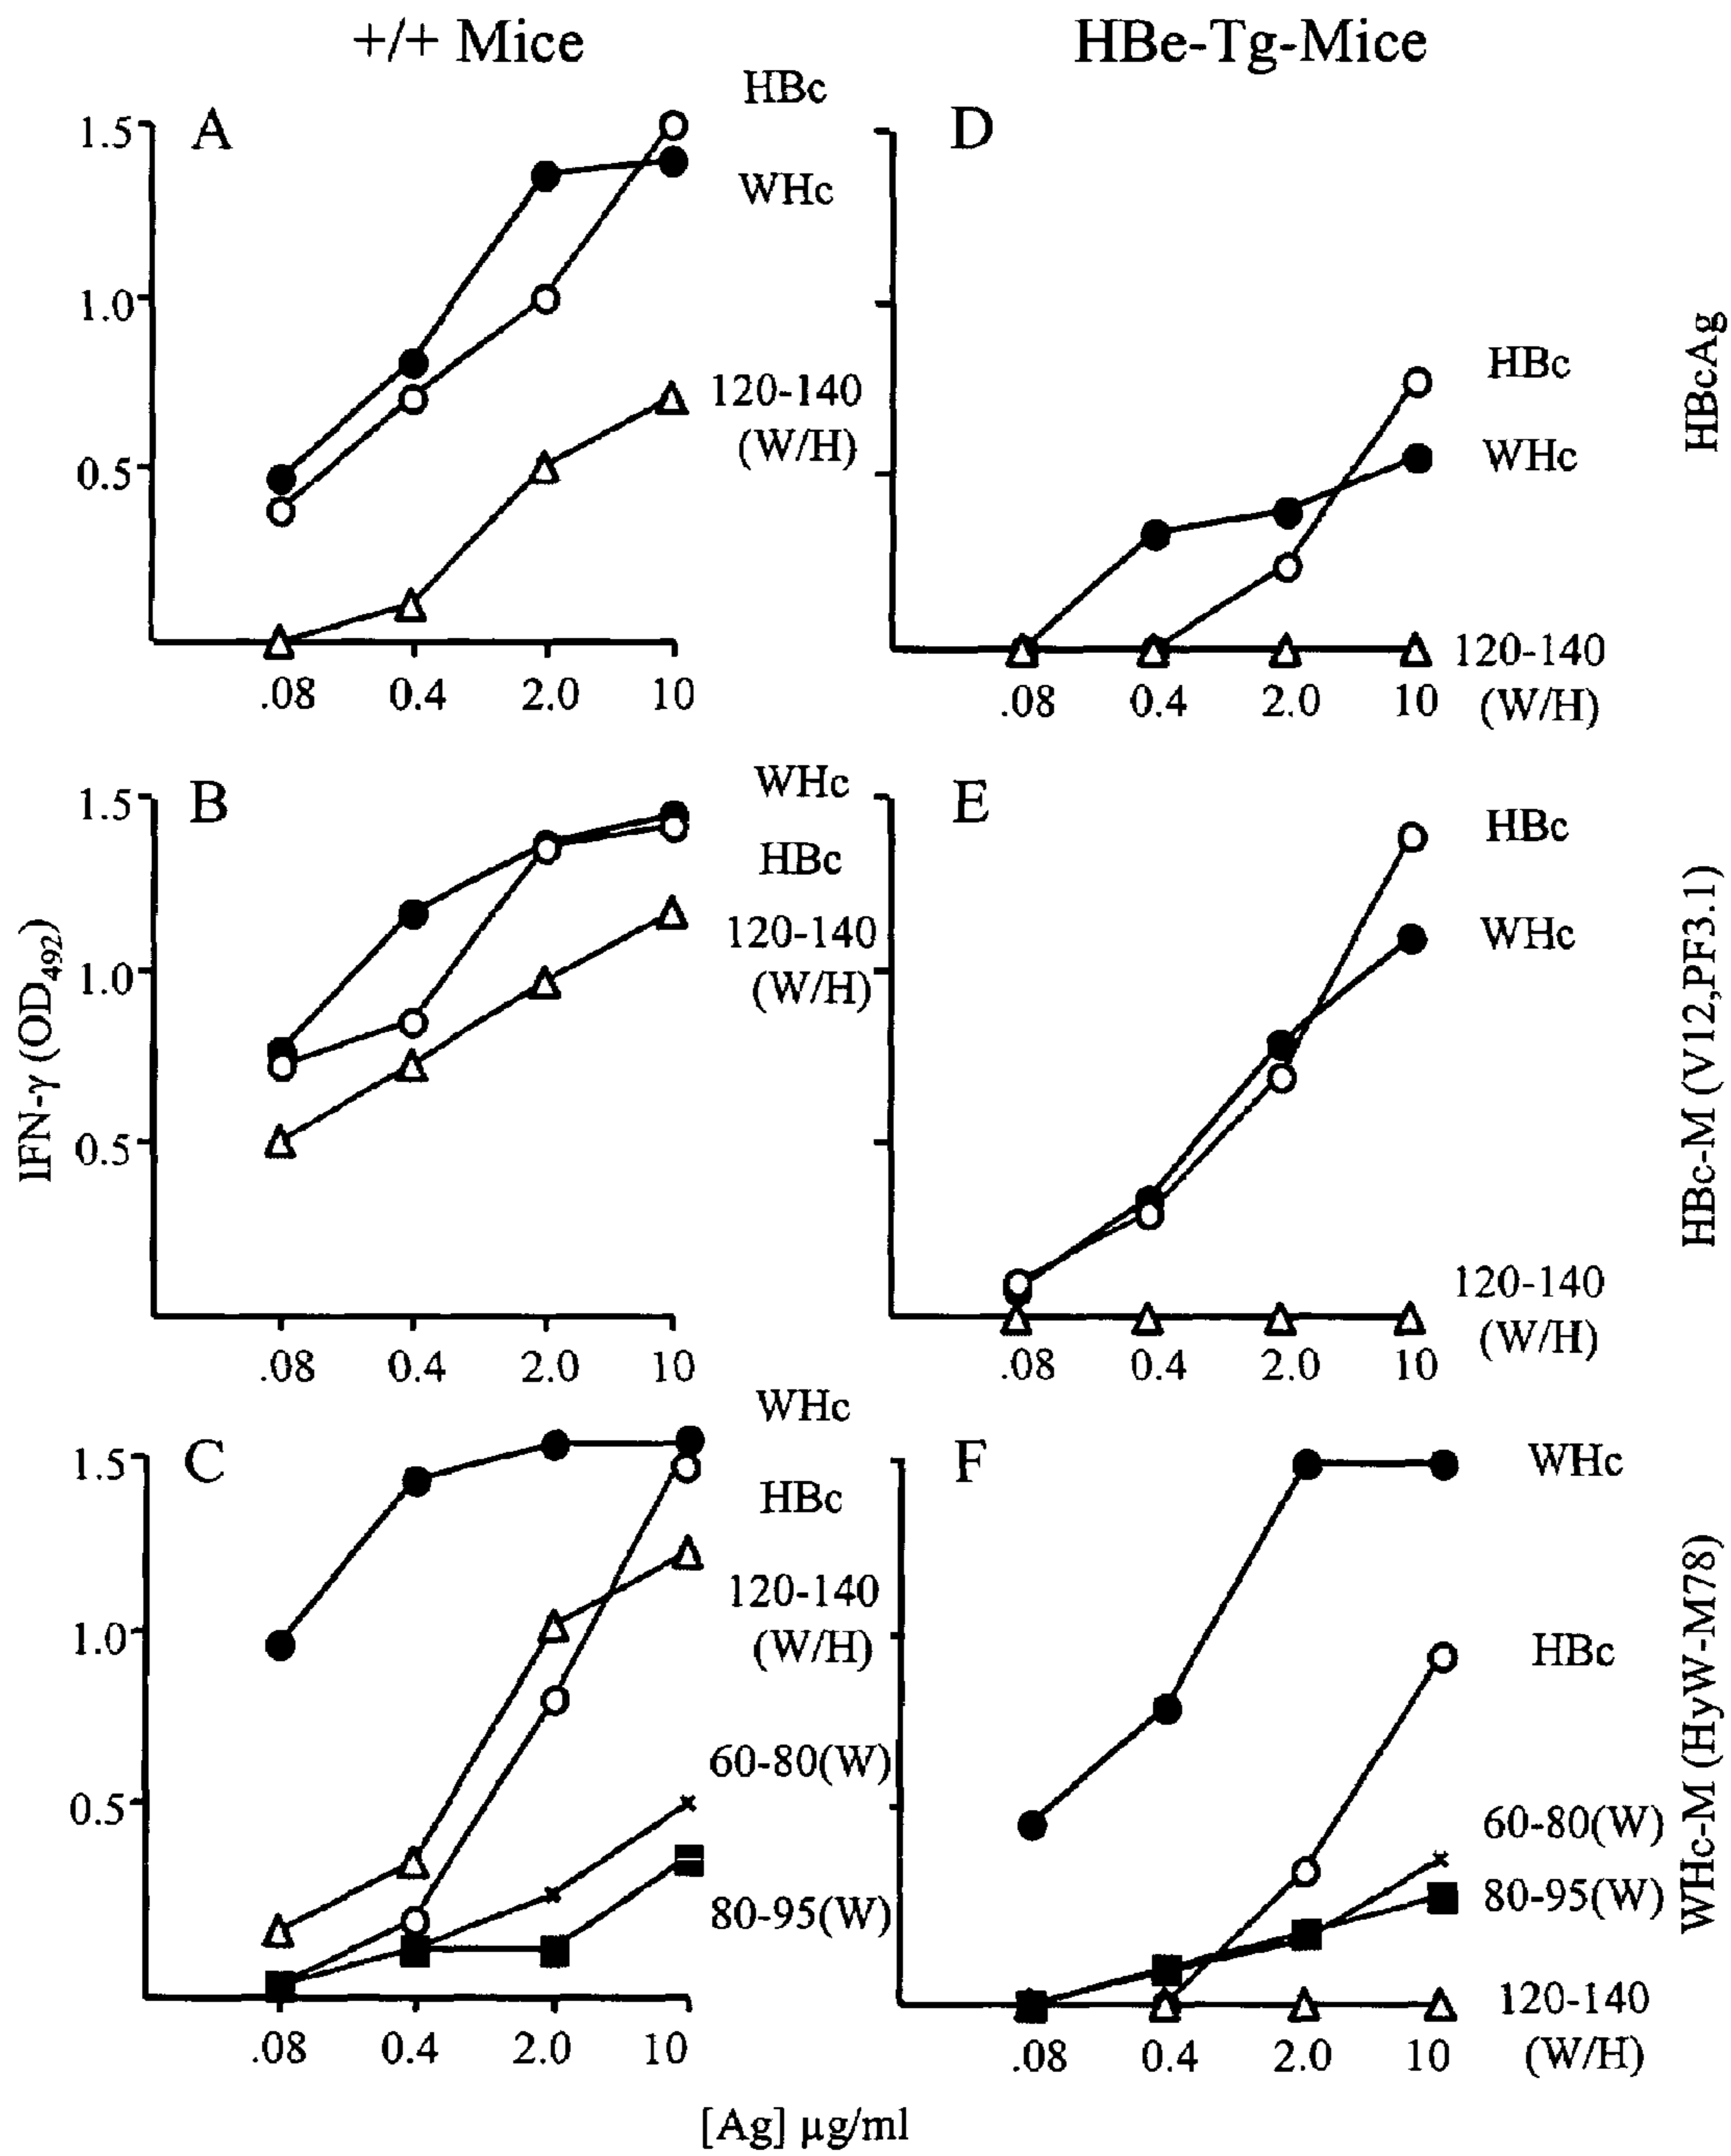 +/+ Mice
HBe-Tg-Mice
A
1.5
1.0
0.5
HBc
WHc
120-140
(W/H)
.08 0.4 2.0 10
D
HBc
WHc
120-140
(W/H)
.08 0.4 2.0 10
HBcAg
B
1.5
1.0
0.5
WHc
HBc
120-140
(W/H)
.08 0.4 2.0 10
IFN-γ (OD492)
E
HBc
WHc
120-140
(W/H)
.08 0.4 2.0 10
HBc-M (V12,PF3.1)
C
1.5
1.0
0.5
WHc
HBc
120-140
(W/H)
60-80(W)
80-95(W)
.08 0.4 2.0 10
F
WHc
HBc
60-80(W)
80-95(W)
120-140
(W/H)
.08 0.4 2.0 10
WHc-M (HyW-M78)
[Ag] µg/ml